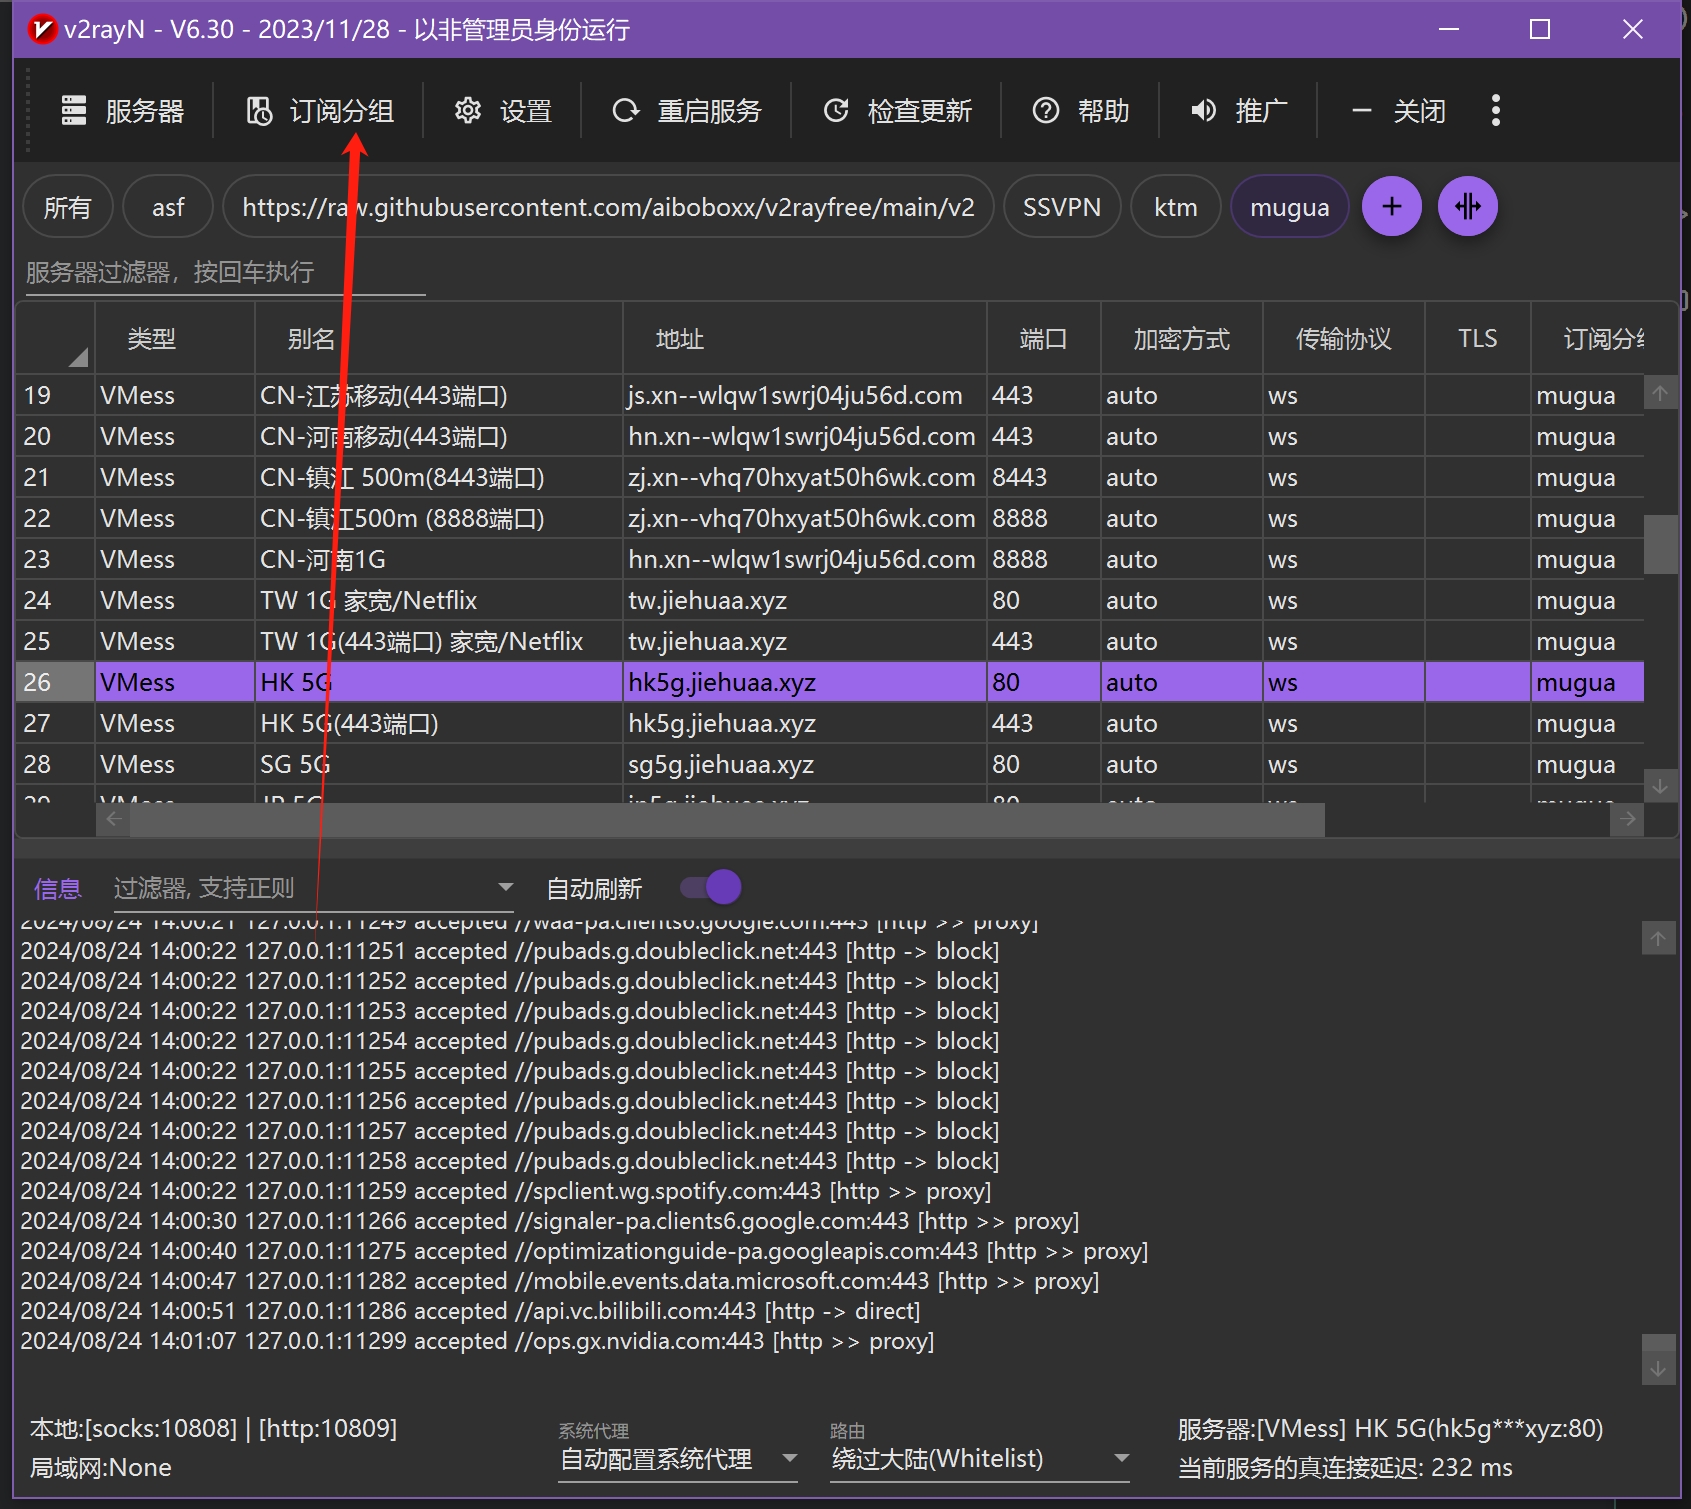 v2rayN - V6.30 - 2023/11/28 - 以非管理员身份运行
服务器 订阅分组 设置 重启服务 检查更新 帮助 推广 关闭
所有 asf https://raw.githubusercontent.com/aiboboxx/v2rayfree/main/v2 SSVPN ktm mugua
服务器过滤器，按回车执行
类型 别名 地址 端口 加密方式 传输协议 TLS 订阅分
19 VMess CN-江苏移动(443端口) js.xn--wlqw1swrj04ju56d.com 443 auto ws mugua
20 VMess CN-河南移动(443端口) hn.xn--wlqw1swrj04ju56d.com 443 auto ws mugua
21 VMess CN-镇江 500m(8443端口) zj.xn--vhq70hxyat50h6wk.com 8443 auto ws mugua
22 VMess CN-镇江500m (8888端口) zj.xn--vhq70hxyat50h6wk.com 8888 auto ws mugua
23 VMess CN-河南1G hn.xn--wlqw1swrj04ju56d.com 8888 auto ws mugua
24 VMess TW 1G 家宽/Netflix tw.jiehuaa.xyz 80 auto ws mugua
25 VMess TW 1G(443端口) 家宽/Netflix tw.jiehuaa.xyz 443 auto ws mugua
26 VMess HK 5G hk5g.jiehuaa.xyz 80 auto ws mugua
27 VMess HK 5G(443端口) hk5g.jiehuaa.xyz 443 auto ws mugua
28 VMess SG 5G sg5g.jiehuaa.xyz 80 auto ws mugua
信息 过滤器, 支持正则 自动刷新
2024/08/24 14:00:21 127.0.0.1:11249 accepted //waa-pa.clients6.google.com:443 [http >> proxy]
2024/08/24 14:00:22 127.0.0.1:11251 accepted //pubads.g.doubleclick.net:443 [http -> block]
2024/08/24 14:00:22 127.0.0.1:11252 accepted //pubads.g.doubleclick.net:443 [http -> block]
2024/08/24 14:00:22 127.0.0.1:11253 accepted //pubads.g.doubleclick.net:443 [http -> block]
2024/08/24 14:00:22 127.0.0.1:11254 accepted //pubads.g.doubleclick.net:443 [http -> block]
2024/08/24 14:00:22 127.0.0.1:11255 accepted //pubads.g.doubleclick.net:443 [http -> block]
2024/08/24 14:00:22 127.0.0.1:11256 accepted //pubads.g.doubleclick.net:443 [http -> block]
2024/08/24 14:00:22 127.0.0.1:11257 accepted //pubads.g.doubleclick.net:443 [http -> block]
2024/08/24 14:00:22 127.0.0.1:11258 accepted //pubads.g.doubleclick.net:443 [http -> block]
2024/08/24 14:00:22 127.0.0.1:11259 accepted //spclient.wg.spotify.com:443 [http >> proxy]
2024/08/24 14:00:30 127.0.0.1:11266 accepted //signaler-pa.clients6.google.com:443 [http >> proxy]
2024/08/24 14:00:40 127.0.0.1:11275 accepted //optimizationguide-pa.googleapis.com:443 [http >> proxy]
2024/08/24 14:00:47 127.0.0.1:11282 accepted //mobile.events.data.microsoft.com:443 [http >> proxy]
2024/08/24 14:00:51 127.0.0.1:11286 accepted //api.vc.bilibili.com:443 [http -> direct]
2024/08/24 14:01:07 127.0.0.1:11299 accepted //ops.gx.nvidia.com:443 [http >> proxy]
本地:[socks:10808] | [http:10809]
局域网:None
系统代理
自动配置系统代理
路由
绕过大陆(Whitelist)
服务器:[VMess] HK 5G(hk5g***xyz:80)
当前服务的真连接延迟: 232 ms